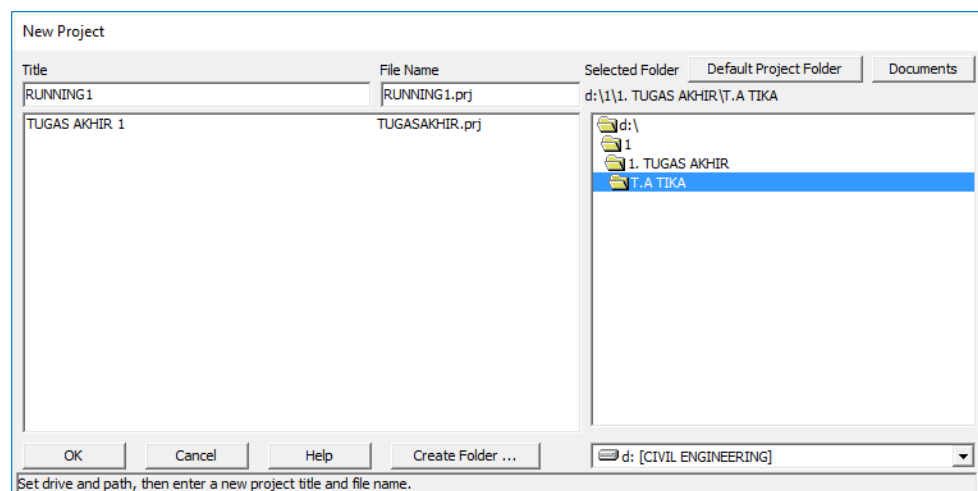 New Project
Title
File Name
Selected Folder
Default Project Folder
Documents
RUNNING1
RUNNING1.prj
d:\1\1. TUGAS AKHIR\T.A TIKA
TUGAS AKHIR 1
TUGASAKHIR.prj
d:\
1
1. TUGAS AKHIR
T.A TIKA
OK
Cancel
Help
Create Folder ...
d: [CIVIL ENGINEERING]
Set drive and path, then enter a new project title and file name.